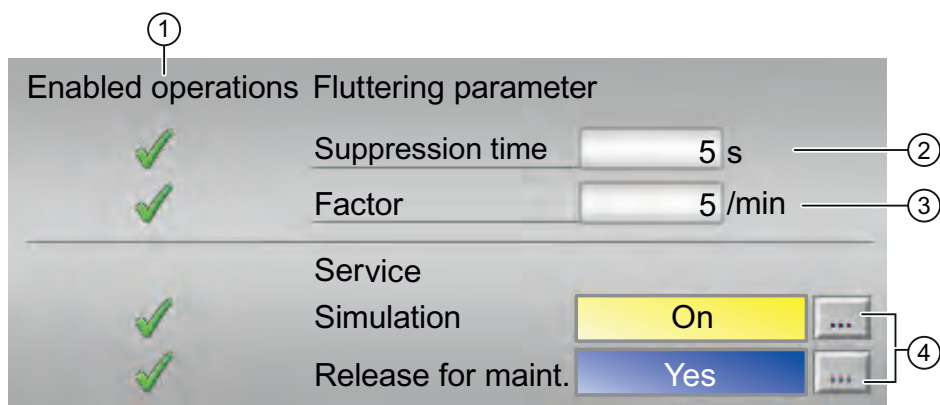 1
Enabled operations Fluttering parameter
Suppression time 5 s 2
Factor 5 /min 3
Service
Simulation On ...
4
Release for maint. Yes ...